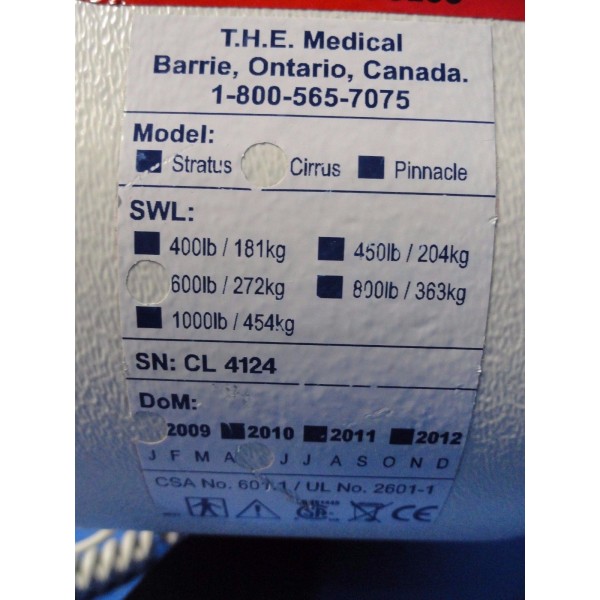 T.H.E. Medical
Barrie, Ontario, Canada.
1-800-565-7075
Model:
Stratus Cirrus Pinnacle
SWL:
400lb / 181kg 450lb / 204kg
600lb / 272kg 800lb / 363kg
1000lb / 454kg
SN: CL 4124
DoM:
2009 2010 2011 2012
J F M A J J A S O N D
CSA No. 601.1 / UL No. 2601-1
CE